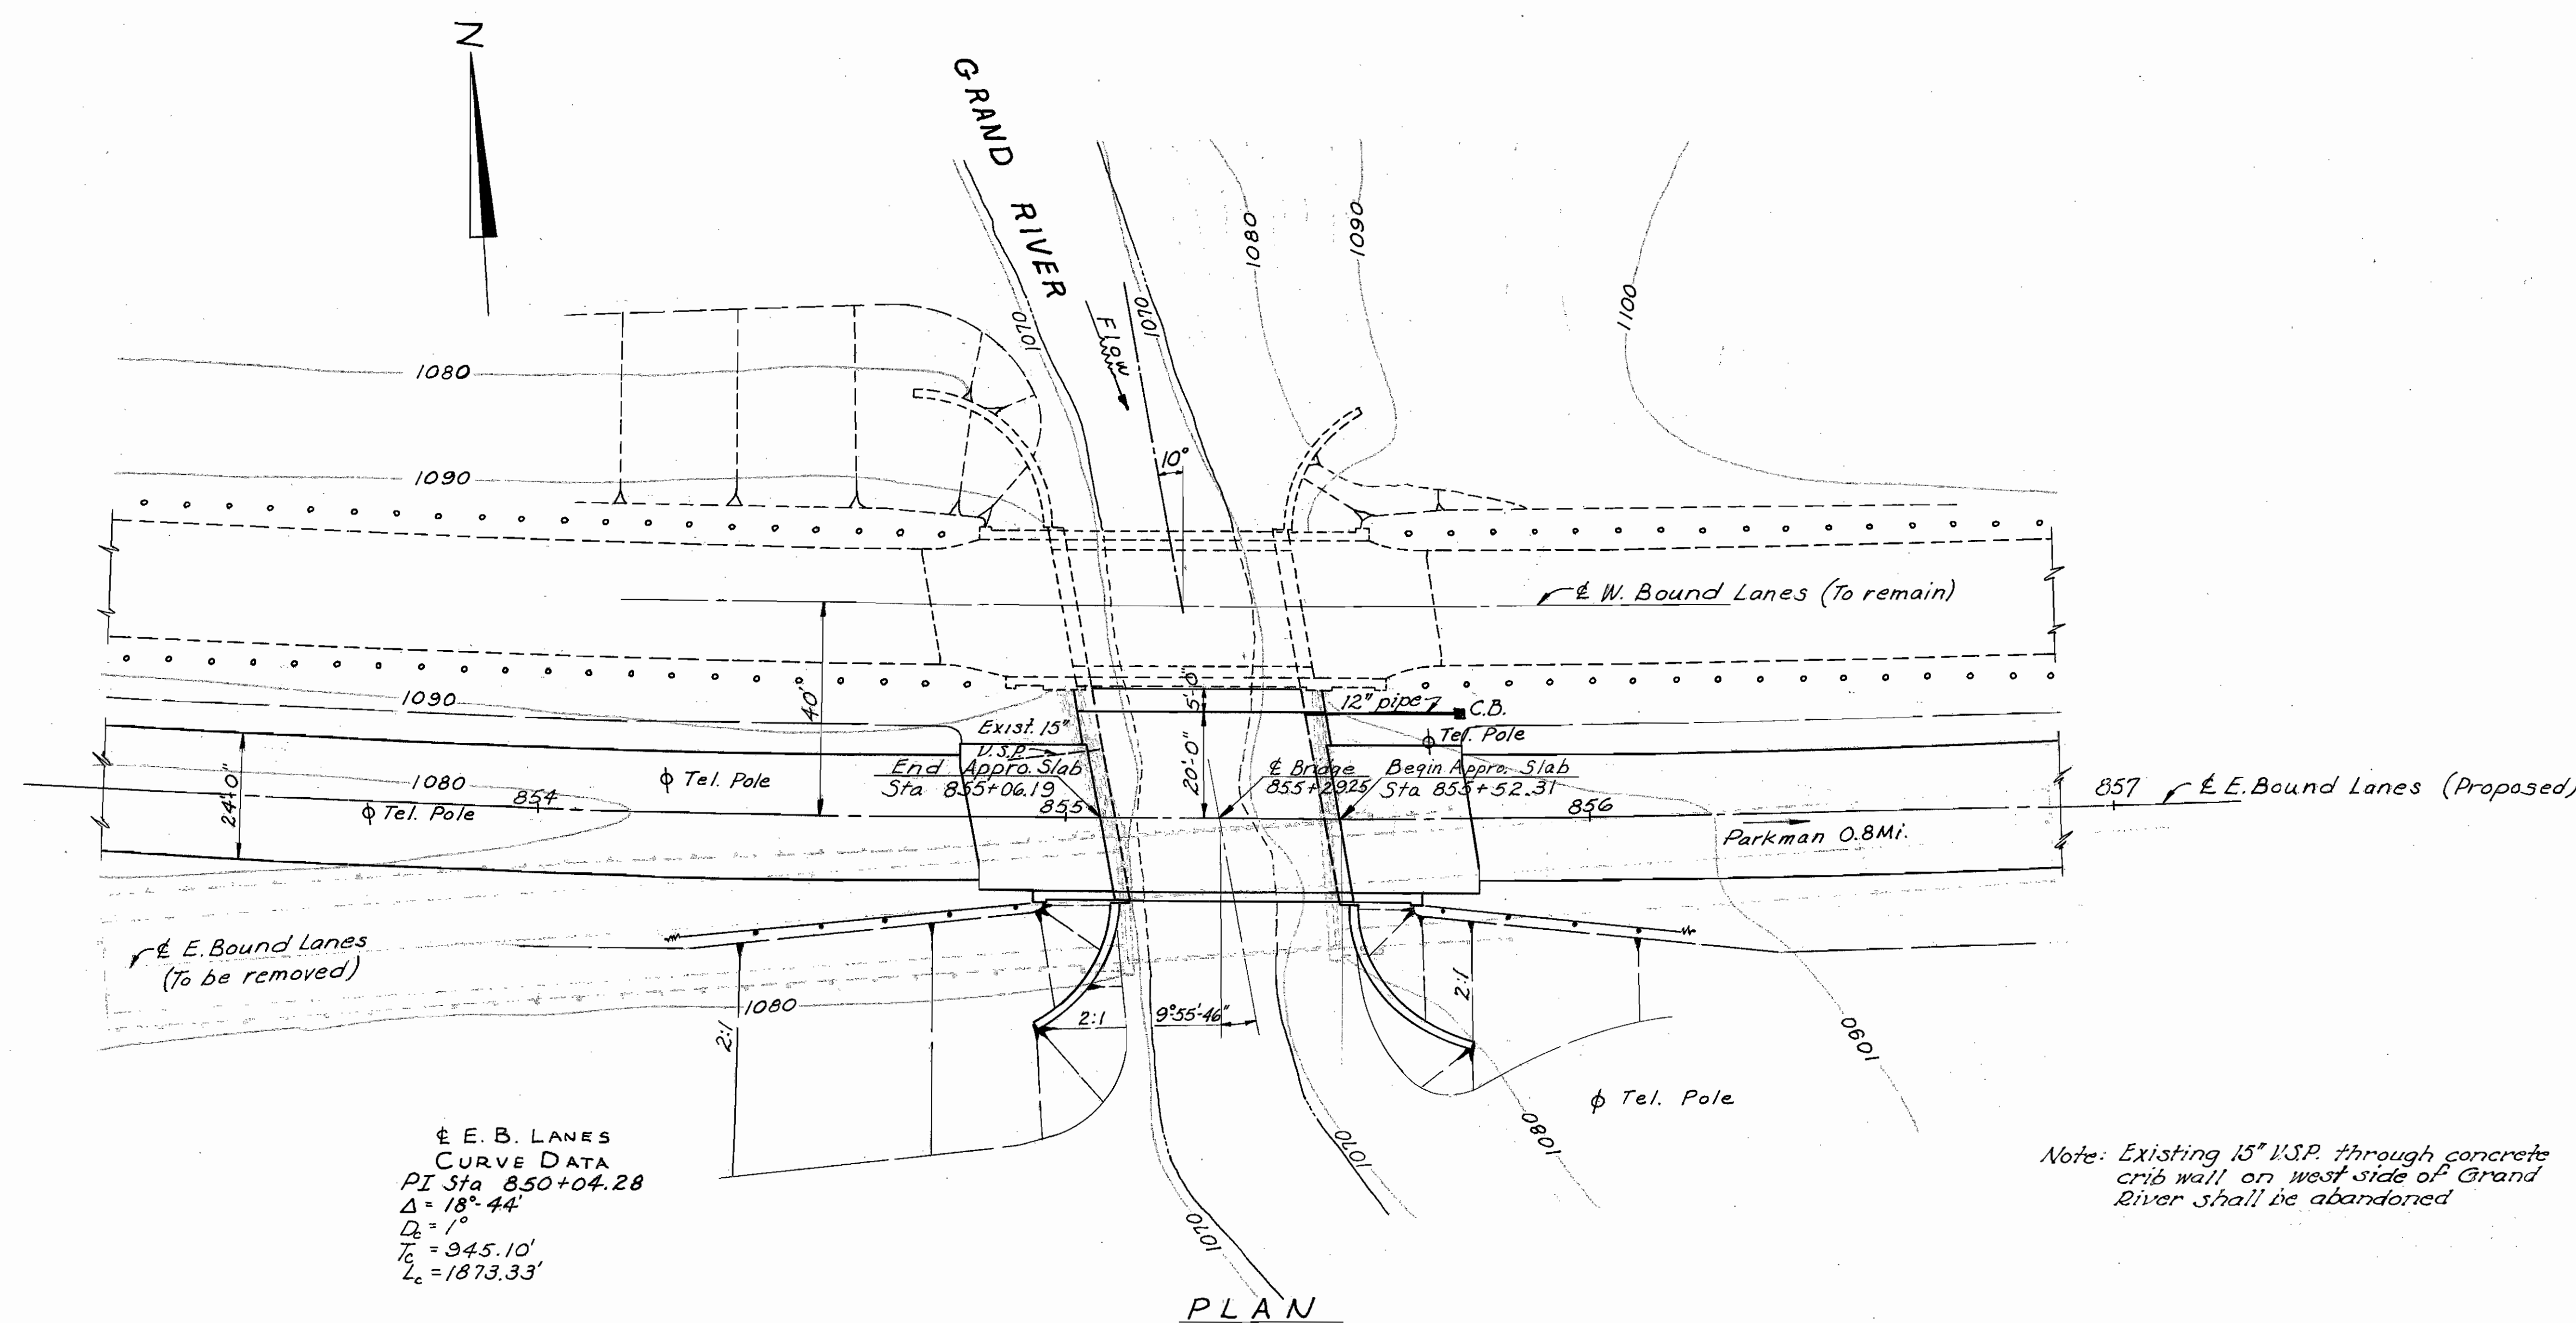 N
GRAND RIVER
Flow
1070
1070
1080
1090
1100
1080
1090
10°
℄ W. Bound Lanes (To remain)
40'
5'-0"
1090
12" pipe
C.B.
Exist. 15"
V.S.P.
Tel. Pole
24'-0"
1080
854
Tel. Pole
Tel. Pole
End Appro. Slab
Sta 855+06.19
855
20'-0"
℄ Bridge
855+29.25
Begin Appro. Slab
Sta 855+52.31
856
857
℄ E. Bound Lanes (Proposed)
Parkman 0.8Mi.
℄ E. Bound Lanes
(To be removed)
1080
2:1
2:1
9°-55'-46"
2:1
1090
Tel. Pole
1080
1070
1070
℄ E. B. LANES
CURVE DATA
PI Sta 850+04.28
Δ = 18°-44'
Dc = 1°
Tc = 945.10'
Lc = 1873.33'
Note: Existing 15" V.S.P. through concrete
crib wall on west side of Grand
River shall be abandoned
PLAN